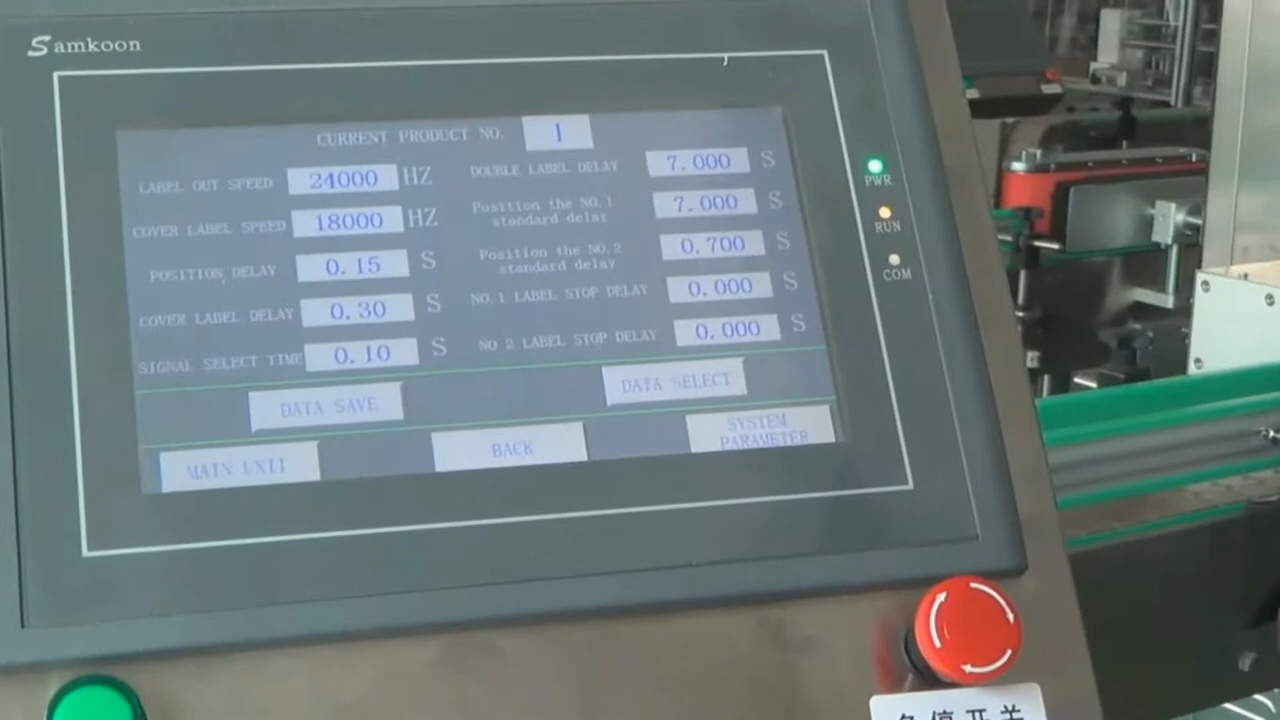 Samkoon
CURRENT PRODUCT NO. 1
LABEL OUT SPEED 24000 HZ
COVER LABEL SPEED 18000 HZ
POSITION DELAY 0.15 S
COVER LABEL DELAY 0.30 S
SIGNAL SELECT TIME 0.10 S
DOUBLE LABEL DELAY 7.000 S
Position the NO.1
standard delay 7.000 S
Position the NO.2
standard delay 0.700 S
NO.1 LABEL STOP DELAY 0.000 S
NO 2 LABEL STOP DELAY 0.000 S
DATA SAVE
DATA SELECT
MAIN UNIT
BACK
SYSTEM
PARAMETER
PWR
RUN
COM
急停开关